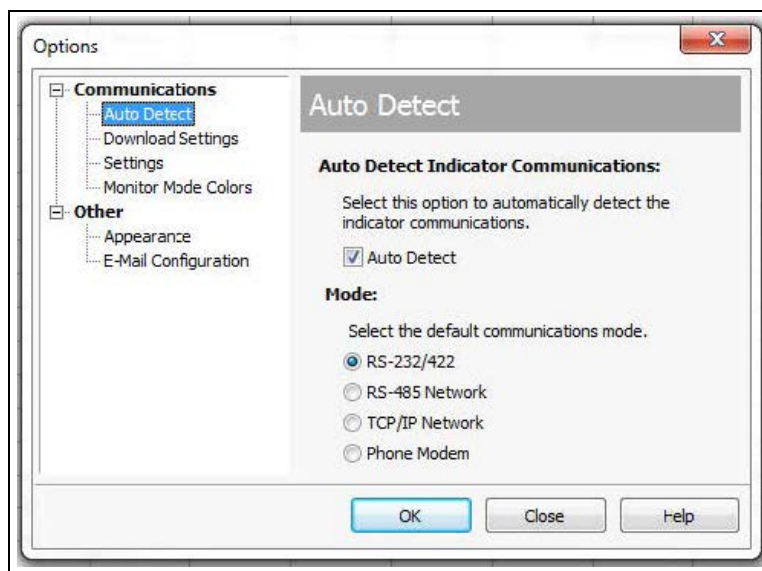 Options
Communications
Auto Detect
Download Settings
Settings
Monitor Mode Colors
Other
Appearance
E-Mail Configuration
Auto Detect
Auto Detect Indicator Communications:
Select this option to automatically detect the
indicator communications.
Auto Detect
Mode:
Select the default communications mode.
RS-232/422
RS-485 Network
TCP/IP Network
Phone Modem
OK
Close
Help